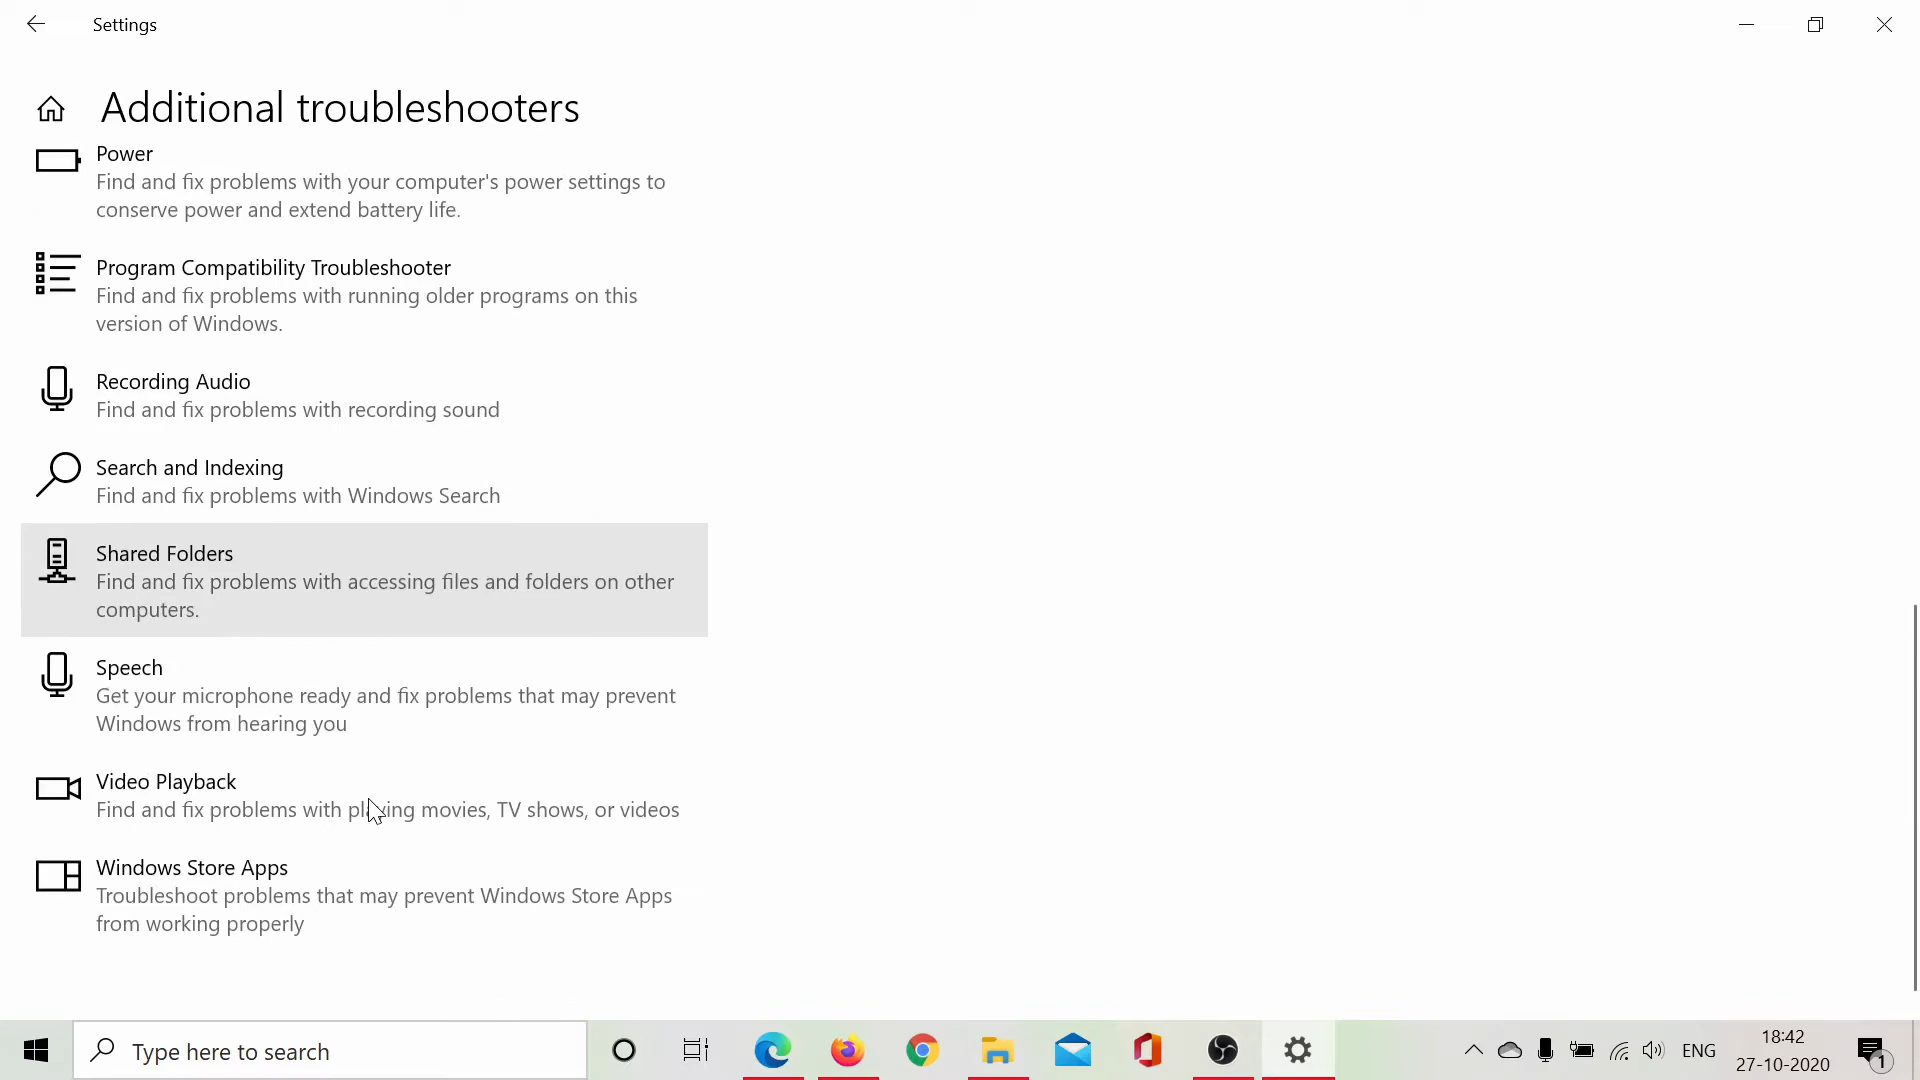 Settings
Additional troubleshooters
Power
Find and fix problems with your computer's power settings to
conserve power and extend battery life.
Program Compatibility Troubleshooter
Find and fix problems with running older programs on this
version of Windows.
Recording Audio
Find and fix problems with recording sound
Search and Indexing
Find and fix problems with Windows Search
Shared Folders
Find and fix problems with accessing files and folders on other
computers.
Speech
Get your microphone ready and fix problems that may prevent
Windows from hearing you
Video Playback
Find and fix problems with playing movies, TV shows, or videos
Windows Store Apps
Troubleshoot problems that may prevent Windows Store Apps
from working properly
Type here to search
ENG
18:42
27-10-2020
1